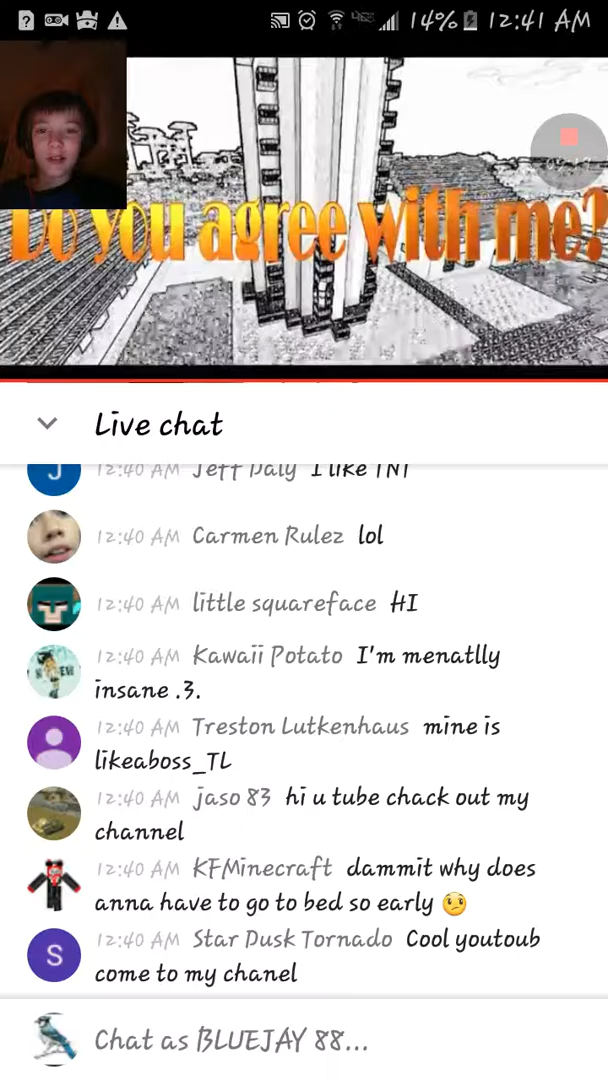 14% 12:41 AM
Do you agree with me?
Live chat
12:40 AM Jeff Daly I like TNT
12:40 AM Carmen Rulez lol
12:40 AM little squareface HI
12:40 AM Kawaii Potato I'm menatlly
insane .3.
12:40 AM Treston Lutkenhaus mine is
likeaboss_TL
12:40 AM jaso 83 hi u tube chack out my
channel
12:40 AM KFMinecraft dammit why does
anna have to go to bed so early 😕
S 12:40 AM Star Dusk Tornado Cool youtoub
come to my chanel
Chat as BLUEJAY 88...